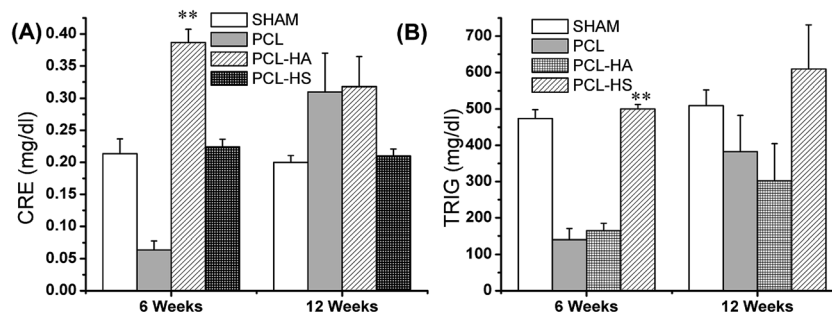 (A)
CRE (mg/dl)
0.40
0.35
0.30
0.25
0.20
0.15
0.10
0.05
0.00
**
SHAM
PCL
PCL-HA
PCL-HS
6 Weeks
12 Weeks
(B)
TRIG (mg/dl)
700
600
500
400
300
200
100
0
SHAM
PCL
PCL-HA
PCL-HS
**
6 Weeks
12 Weeks